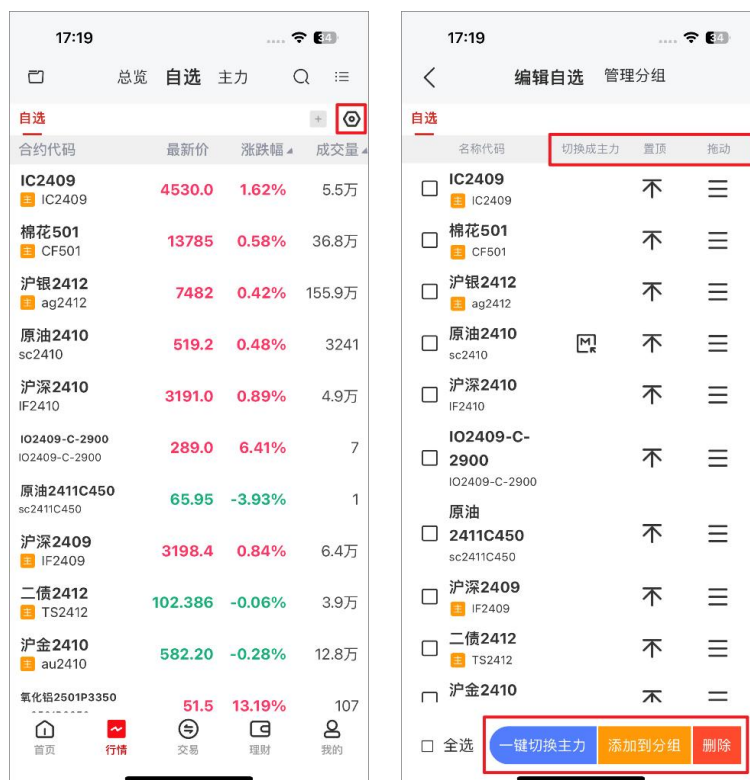 17:19
34
总览 自选 主力
自选
合约代码 最新价 涨跌幅 成交量
IC2409
主 IC2409
4530.0 1.62% 5.5万
棉花501
主 CF501
13785 0.58% 36.8万
沪银2412
主 ag2412
7482 0.42% 155.9万
原油2410
sc2410
519.2 0.48% 3241
沪深2410
IF2410
3191.0 0.89% 4.9万
IO2409-C-2900
IO2409-C-2900
289.0 6.41% 7
原油2411C450
sc2411C450
65.95 -3.93% 1
沪深2409
主 IF2409
3198.4 0.84% 6.4万
二债2412
主 TS2412
102.386 -0.06% 3.9万
沪金2410
主 au2410
582.20 -0.28% 12.8万
氧化铝2501P3350
51.5 13.19% 107
首页 行情 交易 理财 我的
17:19
34
编辑自选 管理分组
自选
名称代码 切换成主力 置顶 拖动
IC2409
主 IC2409
棉花501
主 CF501
沪银2412
主 ag2412
原油2410
sc2410
M
沪深2410
IF2410
IO2409-C-
2900
IO2409-C-2900
原油
2411C450
sc2411C450
沪深2409
主 IF2409
二债2412
主 TS2412
沪金2410
全选 一键切换主力 添加到分组 删除